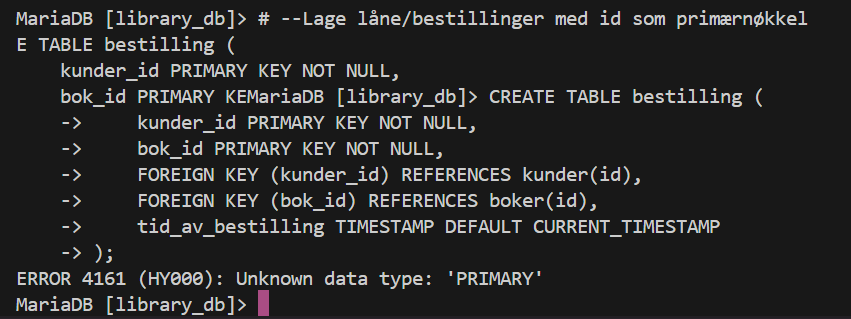 MariaDB [library_db]> # --Lage låne/bestillinger med id som primærnøkkel
E TABLE bestilling (
    kunder_id PRIMARY KEY NOT NULL,
    bok_id PRIMARY KEMariaDB [library_db]> CREATE TABLE bestilling (
    ->     kunder_id PRIMARY KEY NOT NULL,
    ->     bok_id PRIMARY KEY NOT NULL,
    ->     FOREIGN KEY (kunder_id) REFERENCES kunder(id),
    ->     FOREIGN KEY (bok_id) REFERENCES boker(id),
    ->     tid_av_bestilling TIMESTAMP DEFAULT CURRENT_TIMESTAMP
    -> );
ERROR 4161 (HY000): Unknown data type: 'PRIMARY'
MariaDB [library_db]>